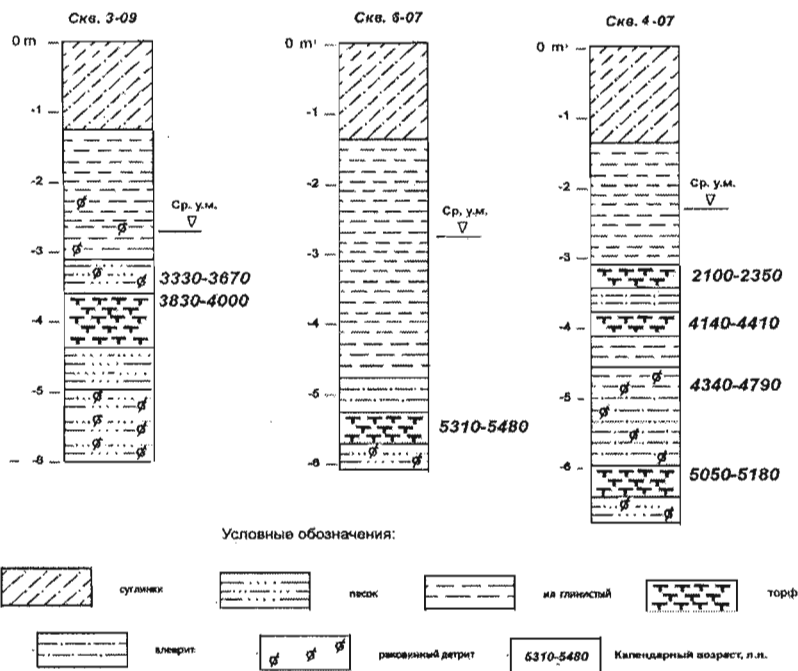 Скв. 3-09
Скв. 6-07
Скв. 4-07
0 m
-1
-2
-3
-4
-5
-6
Ср. у.м.
3330-3670
3830-4000
0 m
-1
-2
-3
-4
-5
-6
Ср. у.м.
5310-5480
0 m
-1
-2
-3
-4
-5
-6
Ср. у.м.
2100-2350
4140-4410
4340-4790
5050-5180
Условные обозначения:
суглинки
песок
ил глинистый
торф
алеврит
раковинный детрит
5310-5480
Календарный возраст, л.н.